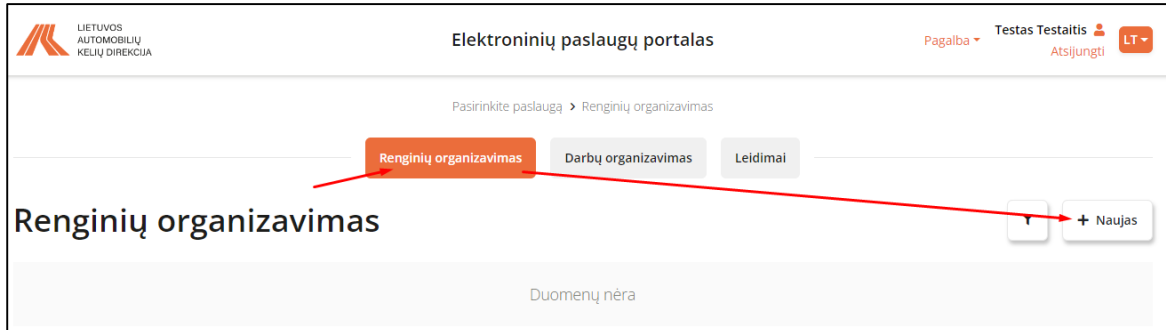 LIETUVOS
AUTOMOBILIŲ
KELIŲ DIREKCIJA
Elektroninių paslaugų portalas
Pagalba
Testas Testaitis
Atsijungti
LT
Pasirinkite paslaugą > Renginių organizavimas
Renginių organizavimas
Darbų organizavimas
Leidimai
Renginių organizavimas
+ Naujas
Duomenų nėra